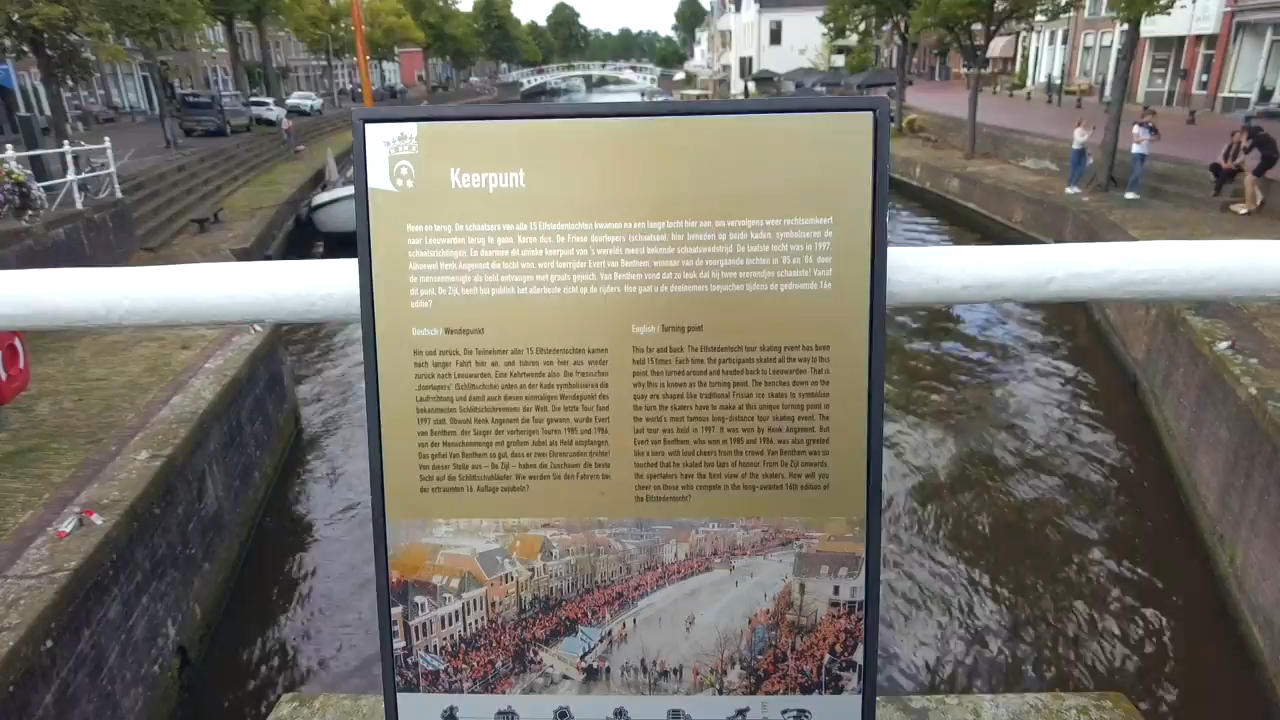 Keerpunt
Heen en terug. De schaatsers van alle 15 Elfstedentochten kwamen na een lange tocht hier aan, om vervolgens weer rechtsomkeert
naar Leeuwarden terug te gaan. Keren dus. De Friese doorlopers (schaatsen), hier beneden op beide kaden, symboliseren de
schaatsrichtingen. En daarmee dit unieke keerpunt van 's werelds meest bekende schaatswedstrijd. De laatste tocht was in 1997.
Alhoewel Henk Angenent die tocht won, werd toerrijder Evert van Benthem, winnaar van de voorgaande tochten in '85 en '86, door
de mensenmenigte als held ontvangen met groots gejuich. Van Benthem vond dat zo leuk dat hij twee ererondjes schaatste! Vanaf
dit punt, De Zijl, heeft het publiek het allerbeste zicht op de rijders. Hoe gaat u de deelnemers toejuichen tijdens de gedroomde 16e
editie?
Deutsch / Wendepunkt
Hin und zurück. Die Teilnehmer aller 15 Elfstedentochten kamen
nach langer Fahrt hier an, und fuhren von hier aus wieder
zurück nach Leeuwarden. Eine Kehrtwende also. Die friesischen
„doorlopers“ (Schlittschuhe) unten an der Kade symbolisieren die
Laufrichtung und damit auch diesen einmaligen Wendepunkt des
bekanntesten Schlittschuhrennens der Welt. Die letzte Tour fand
1997 statt. Obwohl Henk Angenent die Tour gewann, wurde Evert
van Benthem, der Sieger der vorherigen Touren 1985 und 1986,
von der Menschenmenge mit großem Jubel als Held empfangen.
Das gefiel Van Benthem so gut, dass er zwei Ehrenrunden drehte!
Von dieser Stelle aus – De Zijl – haben die Zuschauer die beste
Sicht auf die Schlittschuhläufer. Wie werden Sie den Fahrern bei
der erträumten 16. Auflage zujubeln?
English / Turning point
This far and back. The Elfstedentocht tour skating event has been
held 15 times. Each time, the participants skated all the way to this
point, then turned around and headed back to Leeuwarden. That is
why this is known as the turning point. The benches down on the
quay are shaped like traditional Frisian ice skates to symbolise
the turn the skaters have to make at this unique turning point in
the world's most famous long-distance tour skating event. The
last tour was held in 1997. It was won by Henk Angenent. But
Evert van Benthem, who won in 1985 and 1986, was also greeted
like a hero, with loud cheers from the crowd. Van Benthem was so
touched that he skated two laps of honour. From De Zijl onwards,
the spectators have the best view of the skaters. How will you
cheer on those who compete in the long-awaited 16th edition of
the Elfstedentocht?